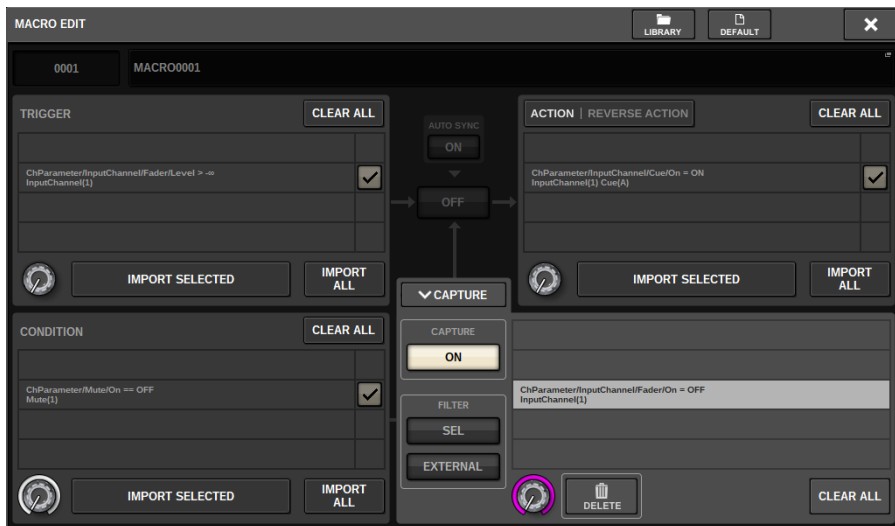 MACRO EDIT
LIBRARY
DEFAULT
0001
MACRO0001
TRIGGER
CLEAR ALL
ChParameter/InputChannel/Fader/Level > -∞
InputChannel(1)
IMPORT SELECTED
IMPORT
ALL
AUTO SYNC
ON
OFF
ACTION | REVERSE ACTION
CLEAR ALL
ChParameter/InputChannel/Cue/On = ON
InputChannel(1) Cue(A)
IMPORT SELECTED
IMPORT
ALL
CONDITION
CLEAR ALL
ChParameter/Mute/On == OFF
Mute(1)
IMPORT SELECTED
IMPORT
ALL
CAPTURE
CAPTURE
ON
FILTER
SEL
EXTERNAL
ChParameter/InputChannel/Fader/On = OFF
InputChannel(1)
DELETE
CLEAR ALL